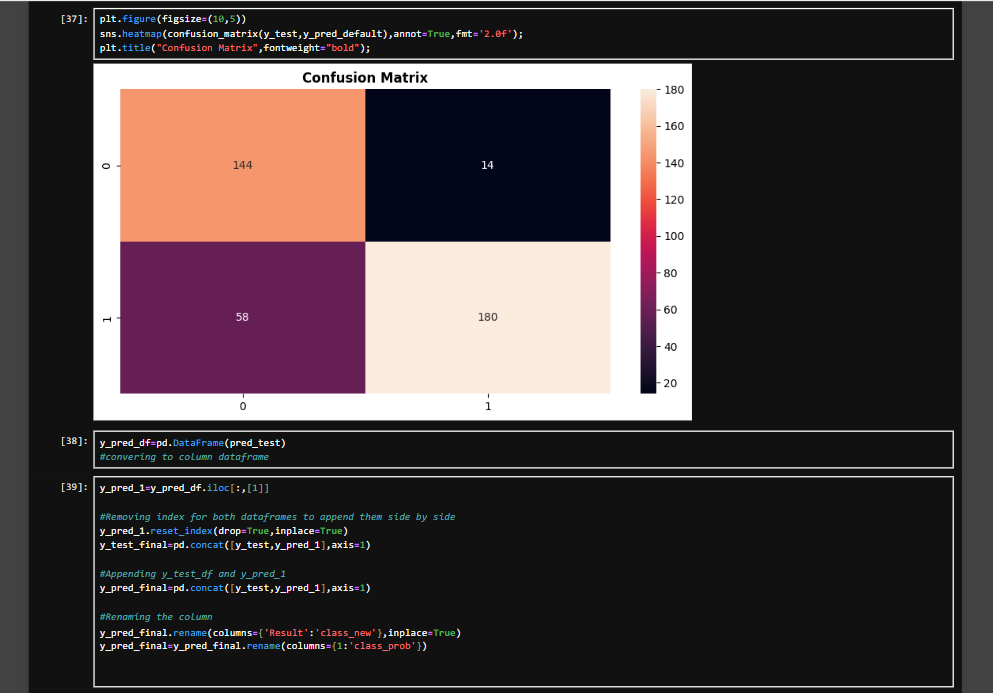 [37]:
plt.figure(figsize=(10,5))
sns.heatmap(confusion_matrix(y_test,y_pred_default),annot=True,fmt='2.0f');
plt.title("Confusion Matrix",fontweight="bold");
Confusion Matrix
0
144
14
1
58
180
0
1
180
160
140
120
100
80
60
40
20
[38]:
y_pred_df=pd.DataFrame(pred_test)
#convering to column dataframe
[39]:
y_pred_1=y_pred_df.iloc[:,[1]]
#Removing index for both dataframes to append them side by side
y_pred_1.reset_index(drop=True,inplace=True)
y_test_final=pd.concat([y_test,y_pred_1],axis=1)
#Appending y_test_df and y_pred_1
y_pred_final=pd.concat([y_test,y_pred_1],axis=1)
#Renaming the column
y_pred_final.rename(columns={'Result':'class_new'},inplace=True)
y_pred_final=y_pred_final.rename(columns={1:'class_prob'})